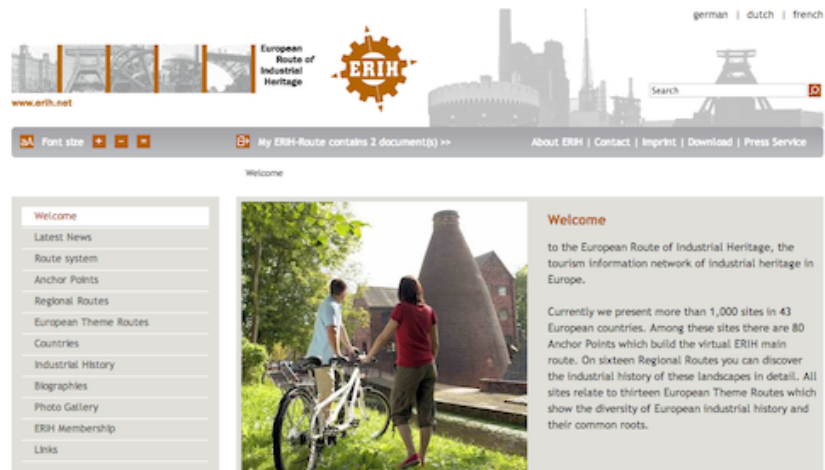 german | dutch | french
European
Route of
Industrial
Heritage
ERIH
www.erih.net
Search
aA Font size + - =
My ERIH-Route contains 2 document(s) >>
About ERIH | Contact | Imprint | Download | Press Service
Welcome
Welcome
Latest News
Route system
Anchor Points
Regional Routes
European Theme Routes
Countries
Industrial History
Biographies
Photo Gallery
ERIH Membership
Links
Welcome
to the European Route of Industrial Heritage, the
tourism information network of industrial heritage in
Europe.
Currently we present more than 1,000 sites in 43
European countries. Among these sites there are 80
Anchor Points which build the virtual ERIH main
route. On sixteen Regional Routes you can discover
the industrial history of these landscapes in detail. All
sites relate to thirteen European Theme Routes which
show the diversity of European industrial history and
their common roots.